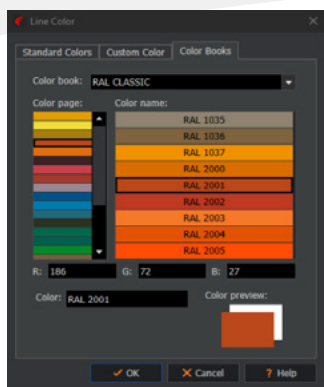 Line Color
Standard Colors Custom Color Color Books
Color book: RAL CLASSIC
Color page: Color name:
RAL 1035
RAL 1036
RAL 1037
RAL 2000
RAL 2001
RAL 2002
RAL 2003
RAL 2004
RAL 2005
R: 186 G: 72 B: 27
Color: RAL 2001 Color preview:
OK Cancel ? Help